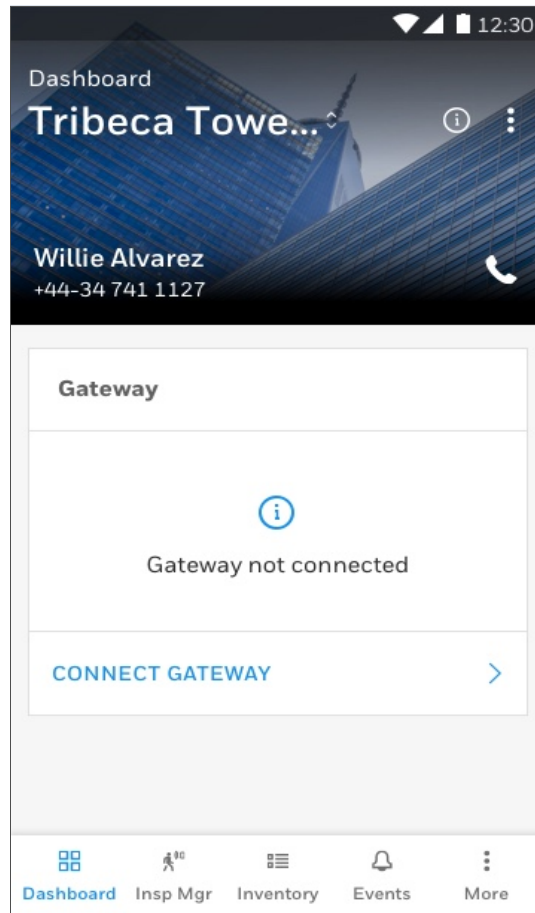 12:30
Dashboard
Tribeca Towe...
Willie Alvarez
+44-34 741 1127
Gateway
Gateway not connected
CONNECT GATEWAY
Dashboard Insp Mgr Inventory Events More